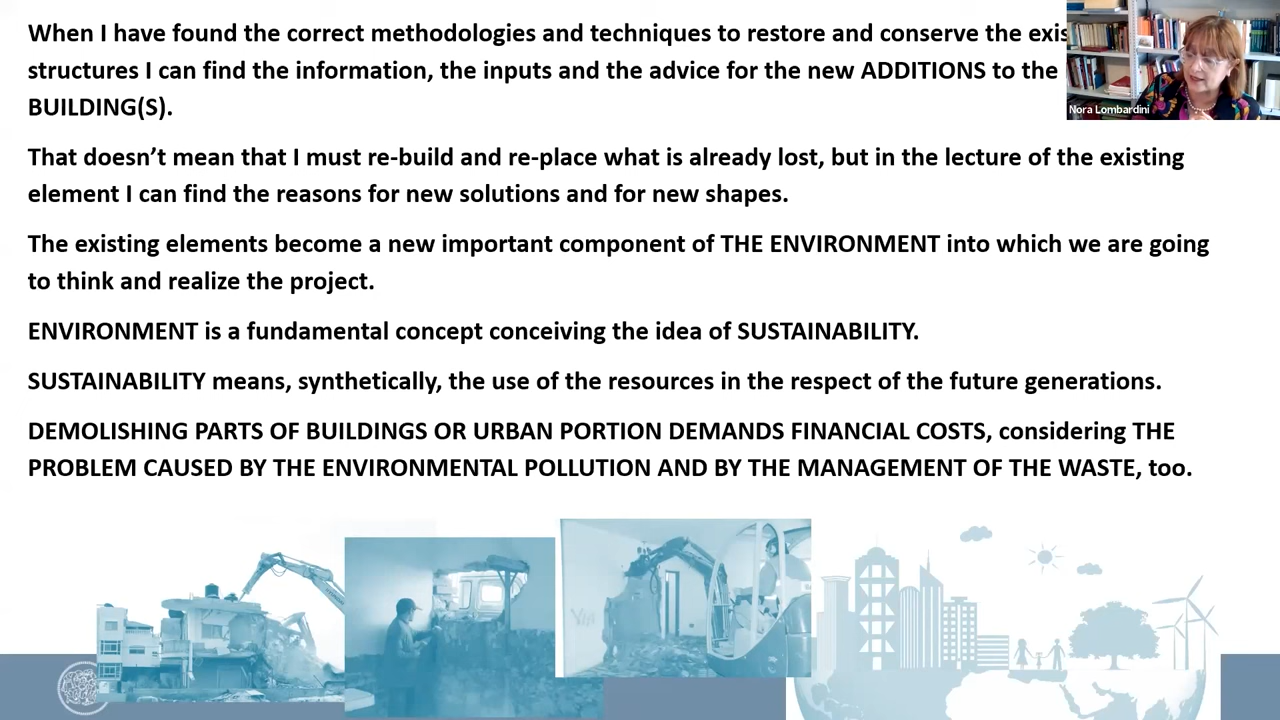 When I have found the correct methodologies and techniques to restore and conserve the
structures I can find the information, the inputs and the advice for the new ADDITIONS to the
BUILDING(S).
That doesn’t mean that I must re-build and re-place what is already lost, but in the lecture of the existing
element I can find the reasons for new solutions and for new shapes.
The existing elements become a new important component of THE ENVIRONMENT into which we are going
to think and realize the project.
ENVIRONMENT is a fundamental concept conceiving the idea of SUSTAINABILITY.
SUSTAINABILITY means, synthetically, the use of the resources in the respect of the future generations.
DEMOLISHING PARTS OF BUILDINGS OR URBAN PORTION DEMANDS FINANCIAL COSTS, considering THE
PROBLEM CAUSED BY THE ENVIRONMENTAL POLLUTION AND BY THE MANAGEMENT OF THE WASTE, too.
Nora Lombardini